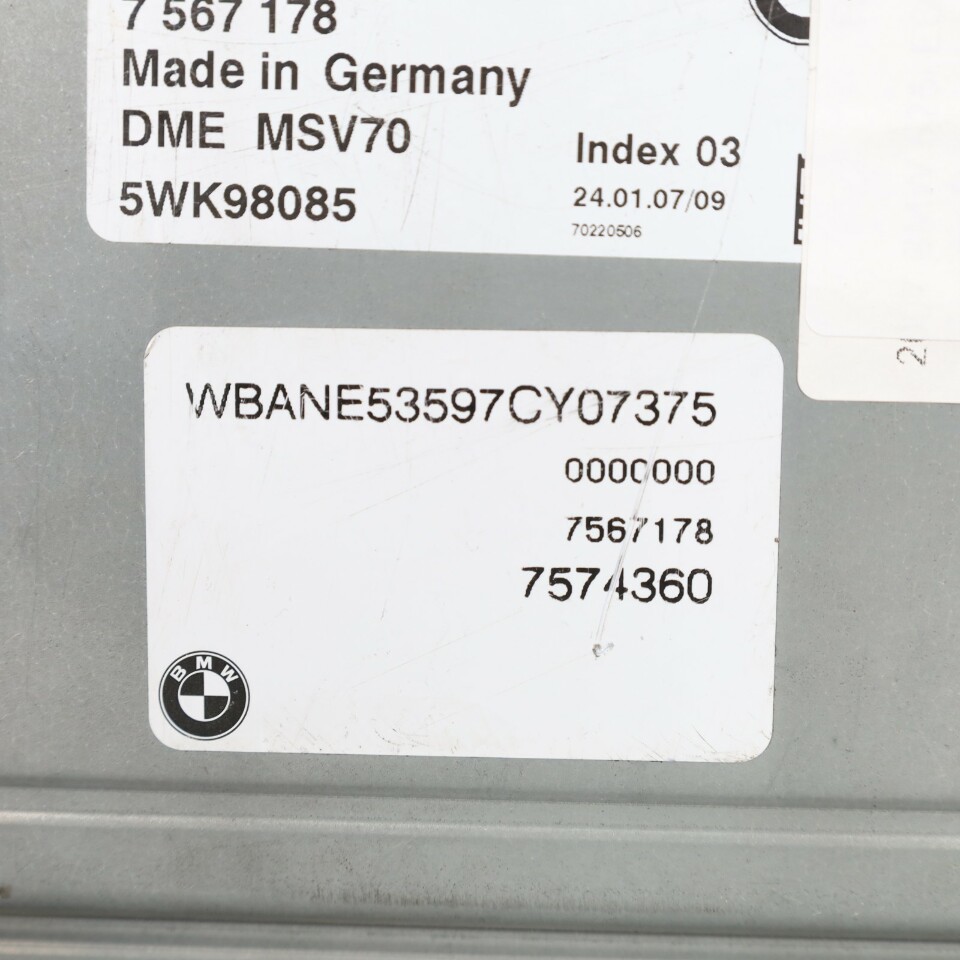 7 567 178
Made in Germany
DME MSV70
5WK98085
Index 03
24.01.07/09
70220506
WBANE53597CY07375
0000000
7567178
7574360
BMW